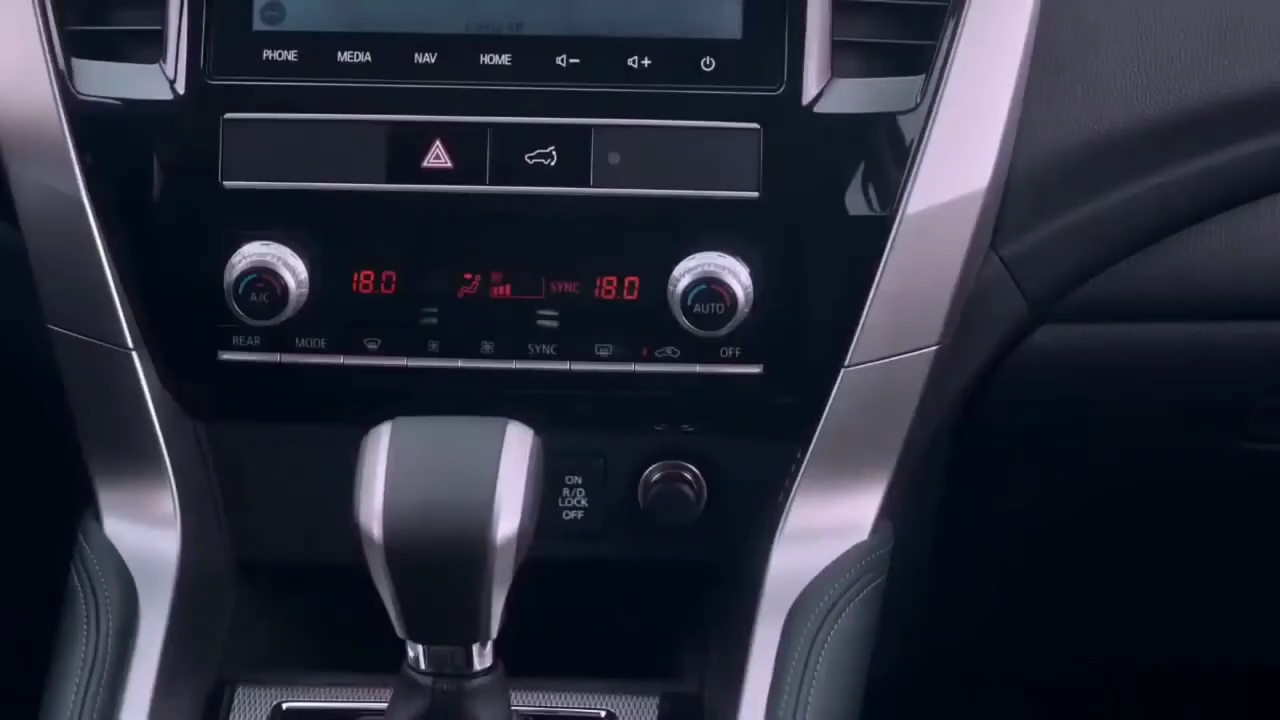 PHONE MEDIA NAV HOME
18.0 SYNC 18.0
A/C AUTO
REAR MODE SYNC OFF
ON
R/D
LOCK
OFF